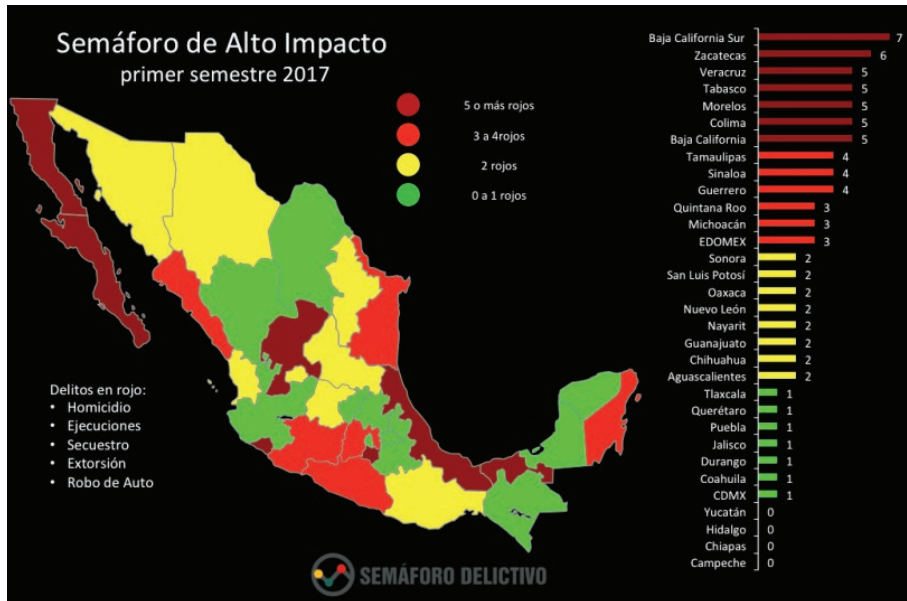 Semáforo de Alto Impacto
primer semestre 2017
5 o más rojos
3 a 4rojos
2 rojos
0 a 1 rojos
Delitos en rojo:
• Homicidio
• Ejecuciones
• Secuestro
• Extorsión
• Robo de Auto
Baja California Sur 7
Zacatecas 6
Veracruz 5
Tabasco 5
Morelos 5
Colima 5
Baja California 5
Tamaulipas 4
Sinaloa 4
Guerrero 4
Quintana Roo 3
Michoacán 3
EDOMEX 3
Sonora 2
San Luis Potosí 2
Oaxaca 2
Nuevo León 2
Nayarit 2
Guanajuato 2
Chihuahua 2
Aguascalientes 2
Tlaxcala 1
Querétaro 1
Puebla 1
Jalisco 1
Durango 1
Coahuila 1
CDMX 1
Yucatán 0
Hidalgo 0
Chiapas 0
Campeche 0
SEMÁFORO DELICTIVO